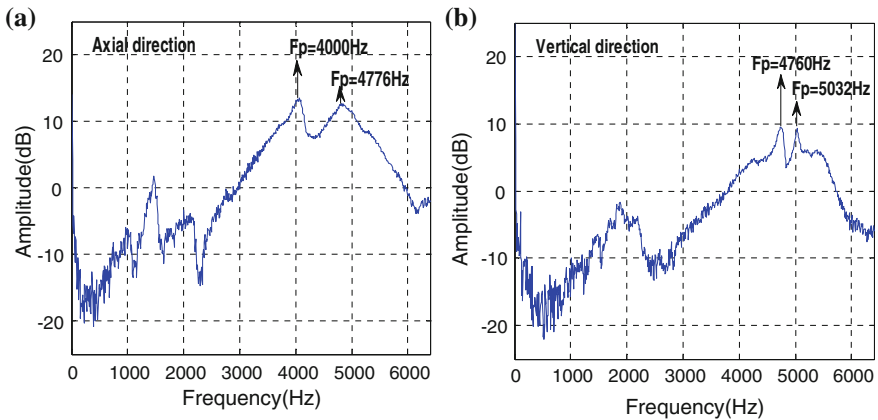 (a)
Axial direction
Fp=4000Hz
Fp=4776Hz
Amplitude(dB)
20
10
0
-10
-20
0 1000 2000 3000 4000 5000 6000
Frequency(Hz)
(b)
Vertical direction
Fp=4760Hz
Fp=5032Hz
Amplitude(dB)
20
10
0
-10
-20
0 1000 2000 3000 4000 5000 6000
Frequency(Hz)